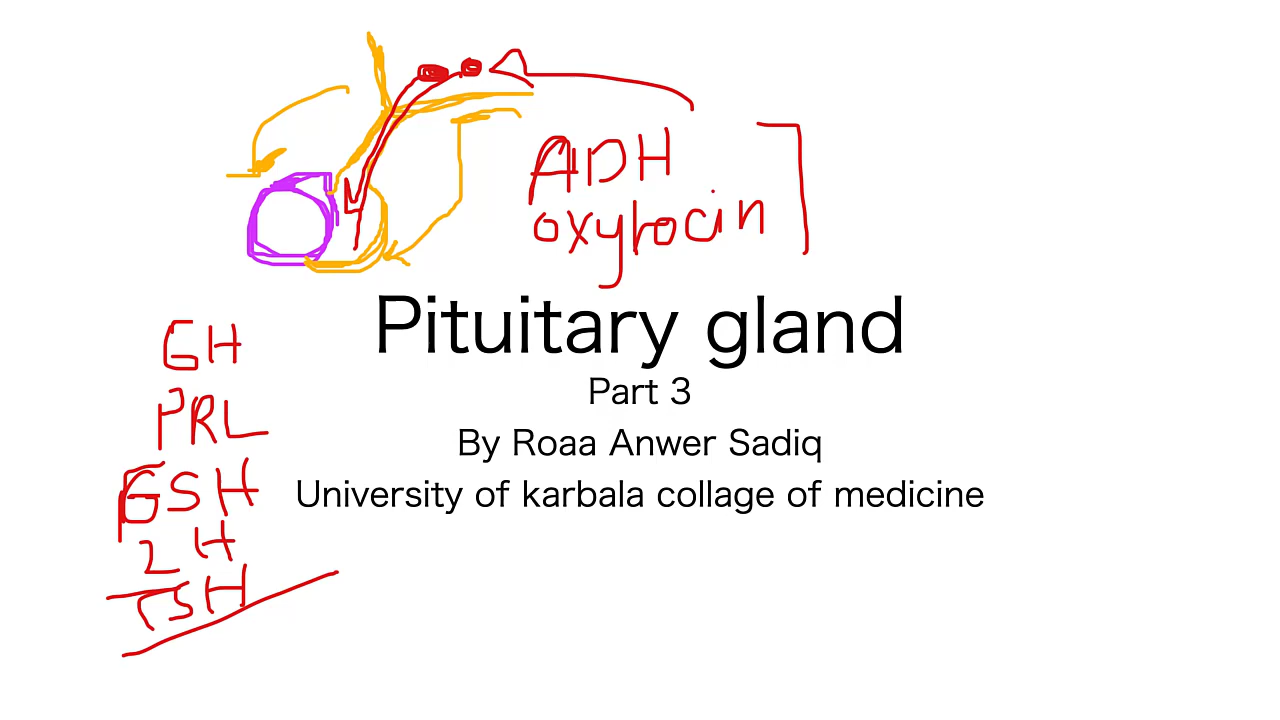 ADH
oxytocin
Pituitary gland
Part 3
By Roaa Anwer Sadiq
University of karbala collage of medicine
GH
PRL
GSH
LH
TSH